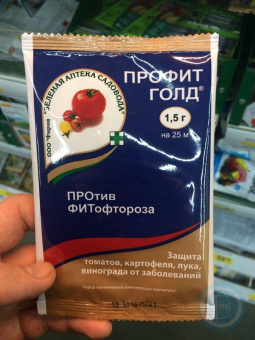 ООО "Фирма "ЗЕЛЕНАЯ АПТЕКА САДОВОДА"
ПРОФИТ
ГОЛД®
1,5 г
на 25 м²
ПРОтив
ФИТофтороза
Защита
томатов, картофеля, лука,
винограда от заболеваний